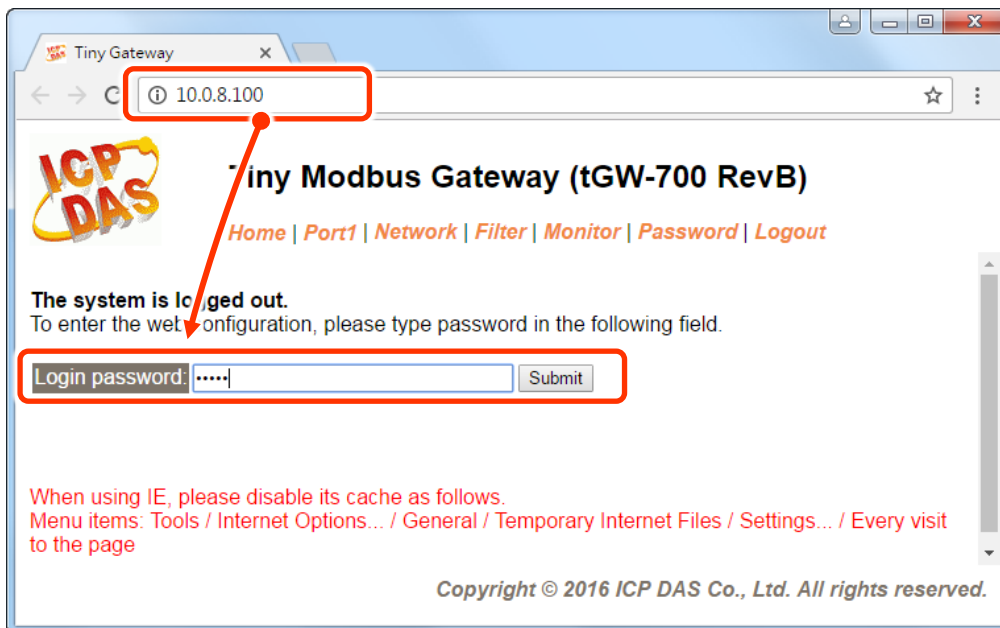 Tiny Gateway
10.0.8.100
ICP
DAS
Tiny Modbus Gateway (tGW-700 RevB)
Home | Port1 | Network | Filter | Monitor | Password | Logout
The system is logged out.
To enter the web configuration, please type password in the following field.
Login password: ••••• Submit
When using IE, please disable its cache as follows.
Menu items: Tools / Internet Options... / General / Temporary Internet Files / Settings... / Every visit
to the page
Copyright © 2016 ICP DAS Co., Ltd. All rights reserved.